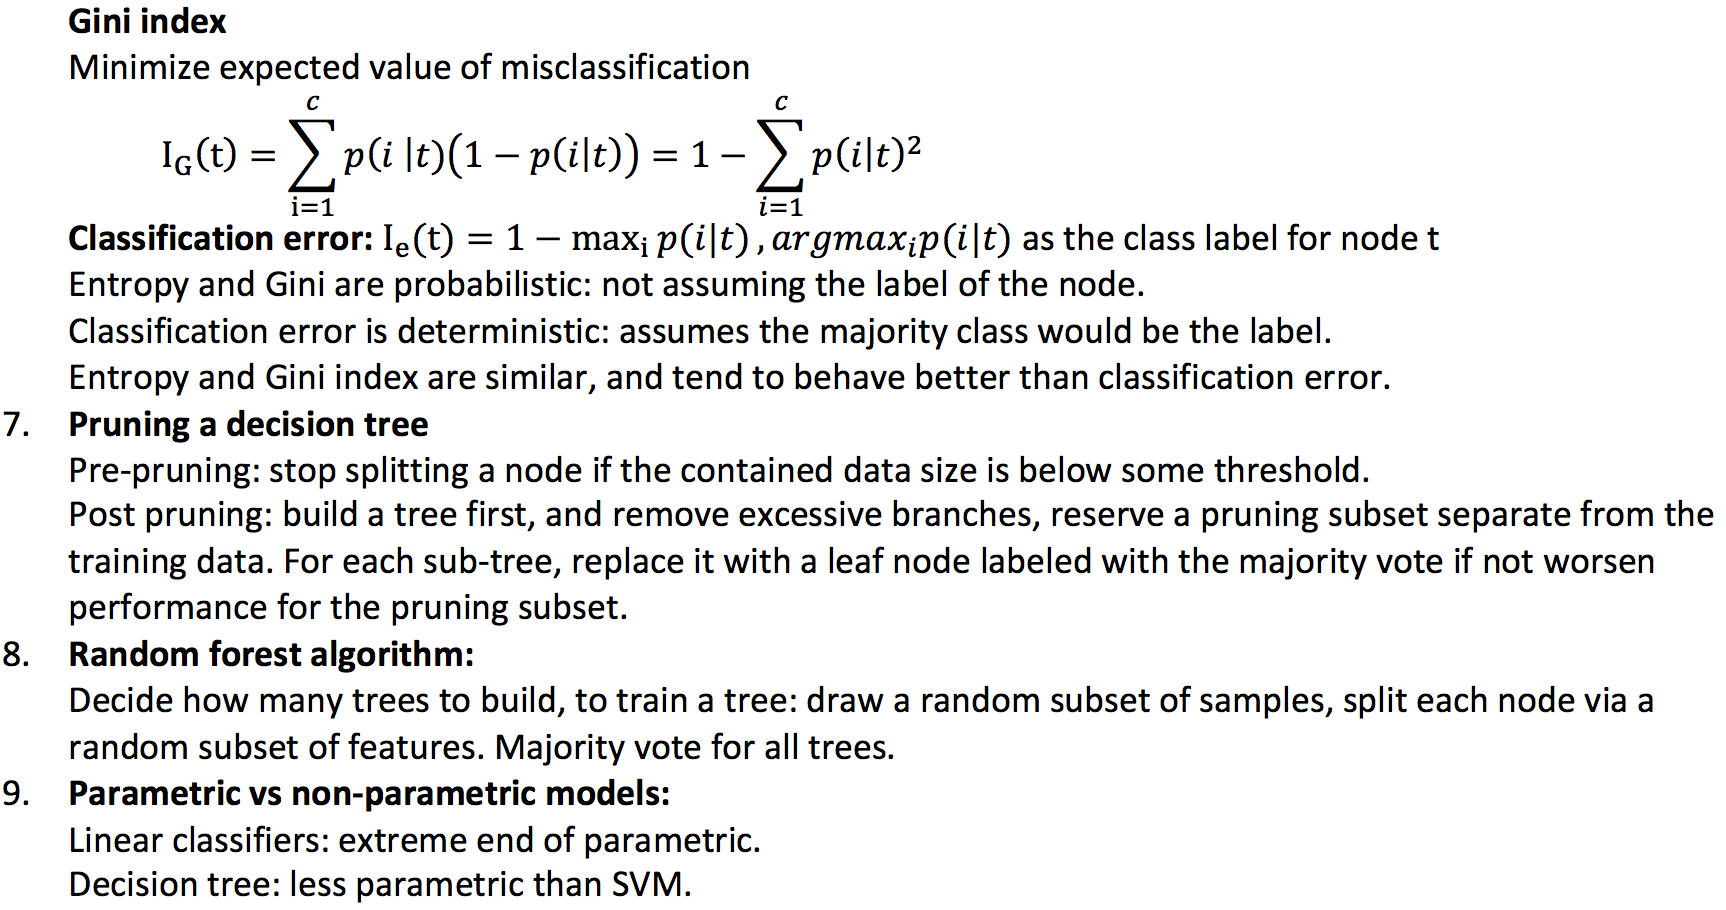 Gini index
Minimize expected value of misclassification
I_G(t) = ∑_{i=1}^{c} p(i |t)(1 − p(i|t)) = 1 − ∑_{i=1}^{c} p(i|t)²
Classification error: I_e(t) = 1 − max_i p(i|t) , argmax_i p(i|t) as the class label for node t
Entropy and Gini are probabilistic: not assuming the label of the node.
Classification error is deterministic: assumes the majority class would be the label.
Entropy and Gini index are similar, and tend to behave better than classification error.
7. Pruning a decision tree
Pre-pruning: stop splitting a node if the contained data size is below some threshold.
Post pruning: build a tree first, and remove excessive branches, reserve a pruning subset separate from the
training data. For each sub-tree, replace it with a leaf node labeled with the majority vote if not worsen
performance for the pruning subset.
8. Random forest algorithm:
Decide how many trees to build, to train a tree: draw a random subset of samples, split each node via a
random subset of features. Majority vote for all trees.
9. Parametric vs non-parametric models:
Linear classifiers: extreme end of parametric.
Decision tree: less parametric than SVM.